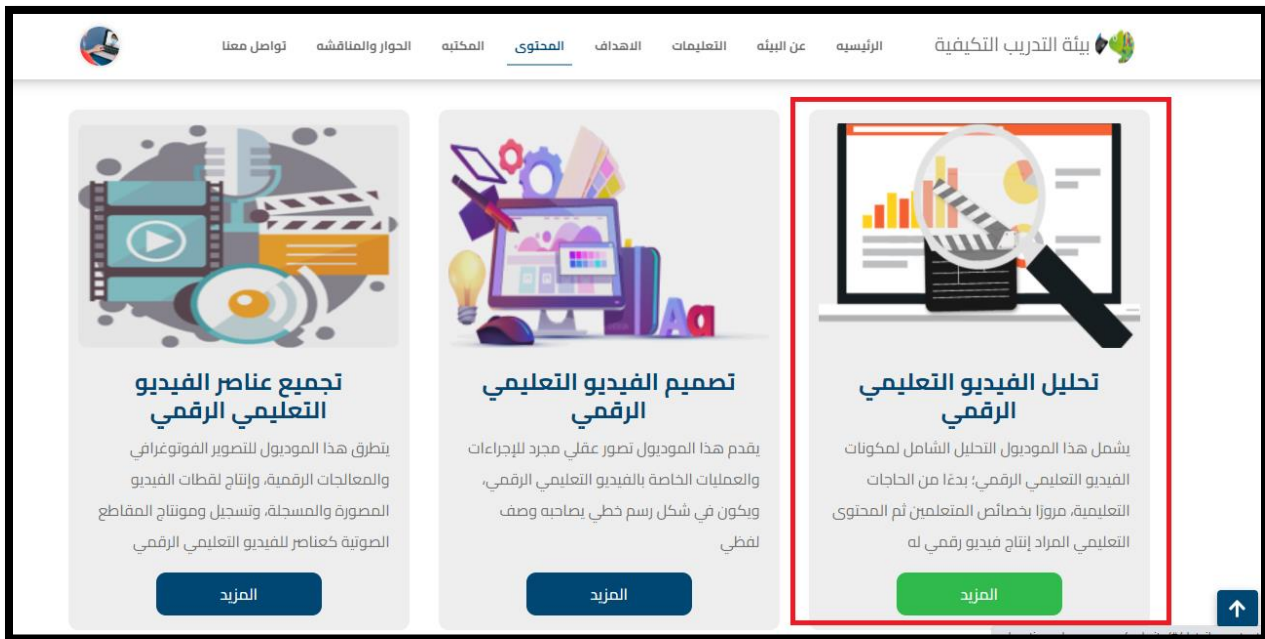 بيئة التدريب التكيفية
الرئيسيه
عن البيئه
التعليمات
الاهداف
المحتوى
المكتبه
الحوار والمناقشه
تواصل معنا
تحليل الفيديو التعليمي
الرقمي
يشمل هذا الموديول التحليل الشامل لمكونات
الفيديو التعليمي الرقمي؛ بدءًا من الحاجات
التعليمية، مرورًا بخصائص المتعلمين ثم المحتوى
التعليمي المراد إنتاج فيديو رقمي له
المزيد
تصميم الفيديو التعليمي
الرقمي
يقدم هذا الموديول تصور عقلي مجرد للإجراءات
والعمليات الخاصة بالفيديو التعليمي الرقمي،
ويكون في شكل رسم خطي يصاحبه وصف
لفظي
المزيد
تجميع عناصر الفيديو
التعليمي الرقمي
يتطرق هذا الموديول للتصوير الفوتوغرافي
والمعالجات الرقمية، وإنتاج لقطات الفيديو
المصورة والمسجلة، وتسجيل ومونتاج المقاطع
الصوتية كعناصر للفيديو التعليمي الرقمي
المزيد
Aa